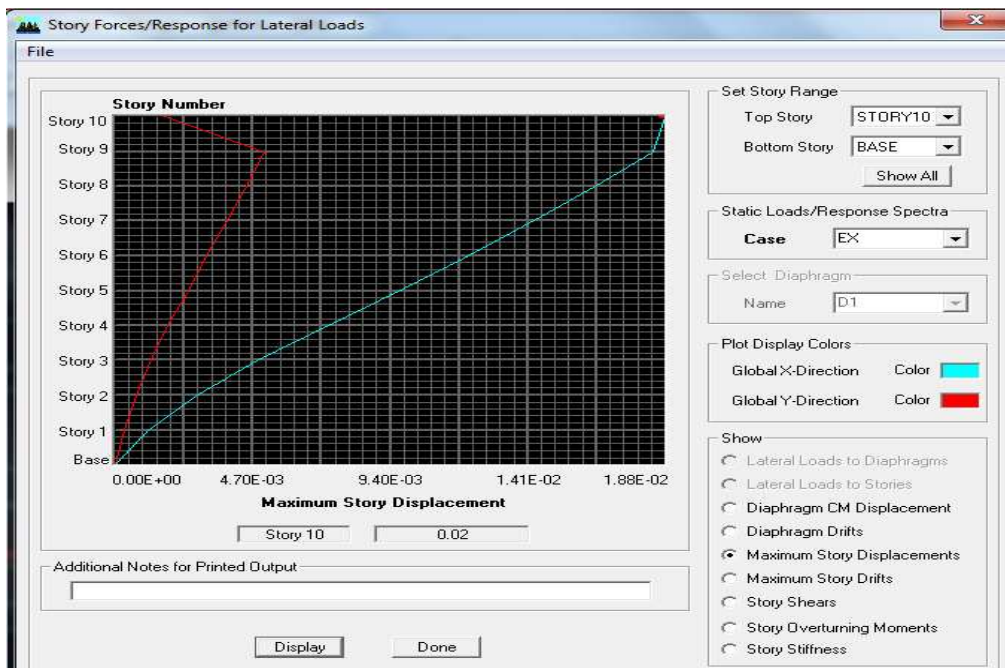 Story Forces/Response for Lateral Loads
File
Story Number
Story 10
Story 9
Story 8
Story 7
Story 6
Story 5
Story 4
Story 3
Story 2
Story 1
Base
0.00E+00 4.70E-03 9.40E-03 1.41E-02 1.88E-02
Maximum Story Displacement
Story 10 0.02
Additional Notes for Printed Output
Display Done
Set Story Range
Top Story STORY10
Bottom Story BASE
Show All
Static Loads/Response Spectra
Case EX
Select Diaphragm
Name D1
Plot Display Colors
Global X-Direction Color
Global Y-Direction Color
Show
Lateral Loads to Diaphragms
Lateral Loads to Stories
Diaphragm CM Displacement
Diaphragm Drifts
Maximum Story Displacements
Maximum Story Drifts
Story Shears
Story Overturning Moments
Story Stiffness